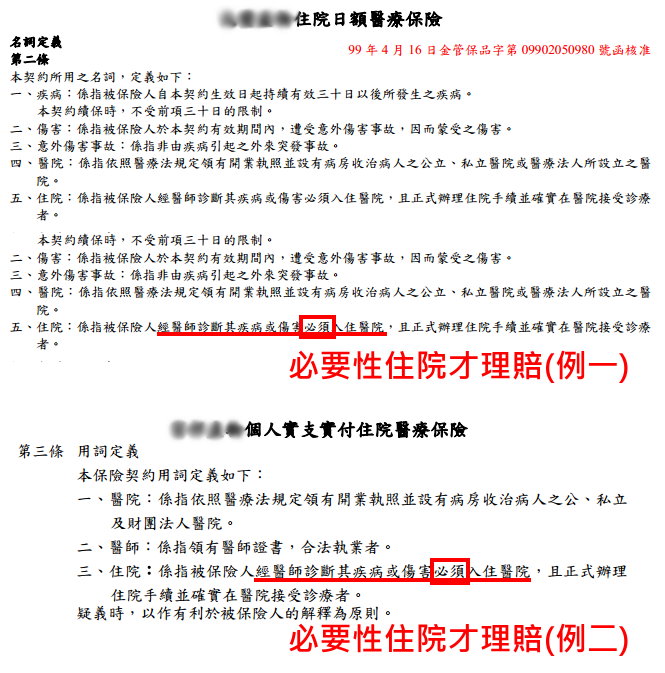 住院日額醫療保險
名詞定義
99 年 4 月 16 日金管保品字第 09902050980 號函核准
第二條
本契約所用之名詞，定義如下：
一、疾病：係指被保險人自本契約生效日起持續有效三十日以後所發生之疾病。
本契約續保時，不受前項三十日的限制。
二、傷害：係指被保險人於本契約有效期間內，遭受意外傷害事故，因而蒙受之傷害。
三、意外傷害事故：係指非由疾病引起之外來突發事故。
四、醫院：係指依照醫療法規定領有開業執照並設有病房收治病人之公立、私立醫院或醫療法人所設立之醫
院。
五、住院：係指被保險人經醫師診斷其疾病或傷害必須入住醫院，且正式辦理住院手續並確實在醫院接受診療
者。
本契約續保時，不受前項三十日的限制。
二、傷害：係指被保險人於本契約有效期間內，遭受意外傷害事故，因而蒙受之傷害。
三、意外傷害事故：係指非由疾病引起之外來突發事故。
四、醫院：係指依照醫療法規定領有開業執照並設有病房收治病人之公立、私立醫院或醫療法人所設立之醫
院。
五、住院：係指被保險人經醫師診斷其疾病或傷害必須入住醫院，且正式辦理住院手續並確實在醫院接受診療
者。
必要性住院才理賠(例一)
個人實支實付住院醫療保險
第三條 用詞定義
本保險契約用詞定義如下：
一、醫院：係指依照醫療法規定領有開業執照並設有病房收治病人之公、私立
及財團法人醫院。
二、醫師：係指領有醫師證書，合法執業者。
三、住院：係指被保險人經醫師診斷其疾病或傷害必須入住醫院，且正式辦理
住院手續並確實在醫院接受診療者。
疑義時，以作有利於被保險人的解釋為原則。
必要性住院才理賠(例二)